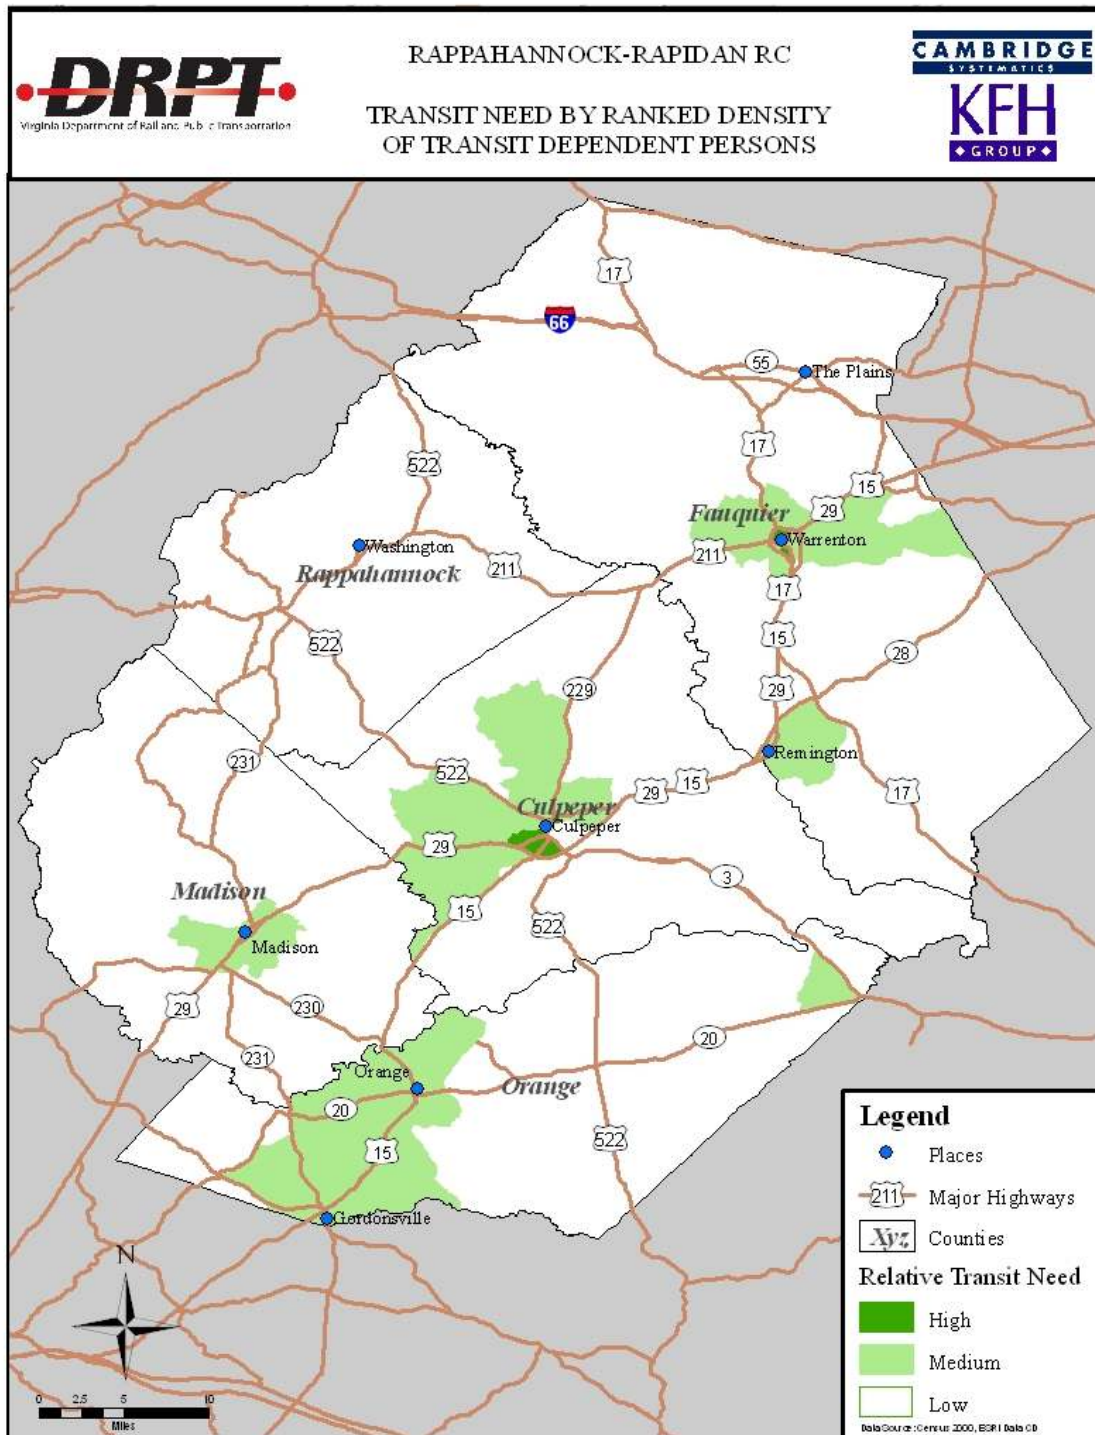 DRPT
Virginia Department of Rail and Public Transportation
RAPPAHANNOCK-RAPIDAN RC
TRANSIT NEED BY RANKED DENSITY
OF TRANSIT DEPENDENT PERSONS
CAMBRIDGE
SYSTEMATICS
KFH
GROUP
17
66
55
The Plains
17
522
15
29
Fauquier
Warrenton
Washington
211
211
Rappahannock
17
522
15
28
229
29
231
522
Remington
15
29
17
Culpeper
Culpeper
29
3
Madison
15
522
Madison
29
230
20
231
Orange
Orange
20
15
522
Gordonsville
N
0 2.5 5 10
Miles
Legend
Places
211 Major Highways
Xyz Counties
Relative Transit Need
High
Medium
Low
Data Source: Census 2000, ESRI Data CD